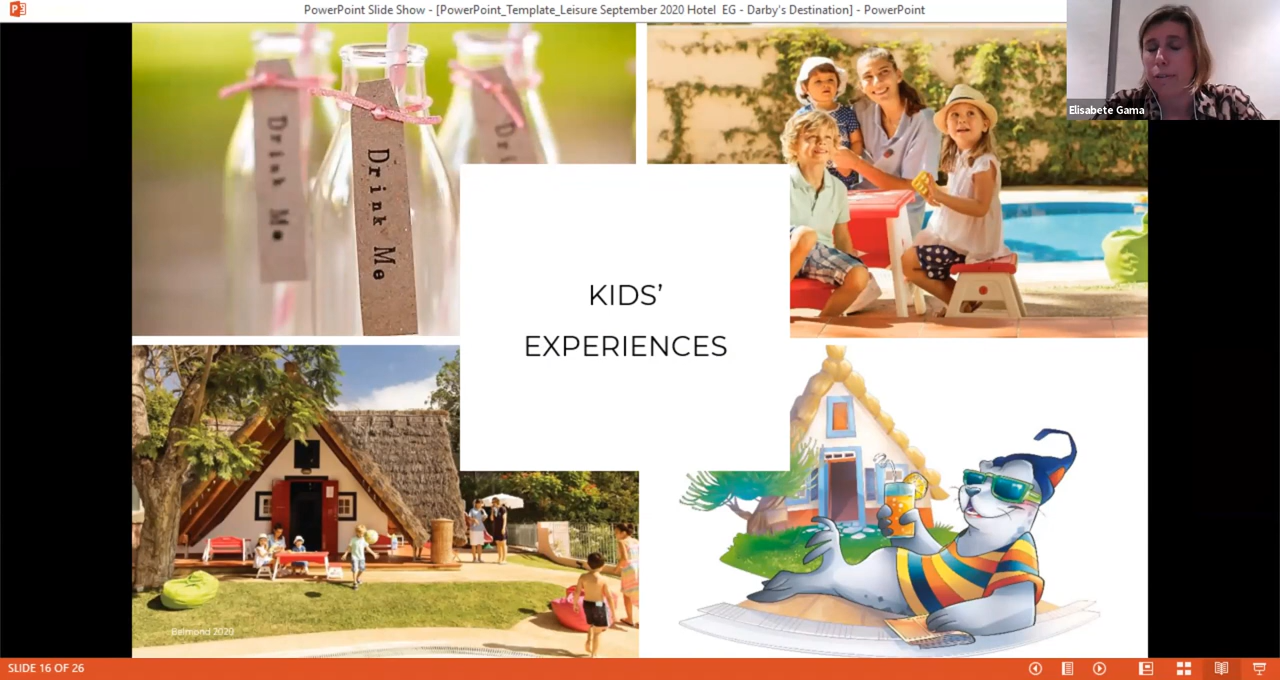 PowerPoint Slide Show - [PowerPoint_Template_Leisure September 2020 Hotel EG - Darby's Destination] - PowerPoint
Elisabete Gama
Drink Me
Drink Me
Dri
KIDS’
EXPERIENCES
Belmond 2020
SLIDE 16 OF 26